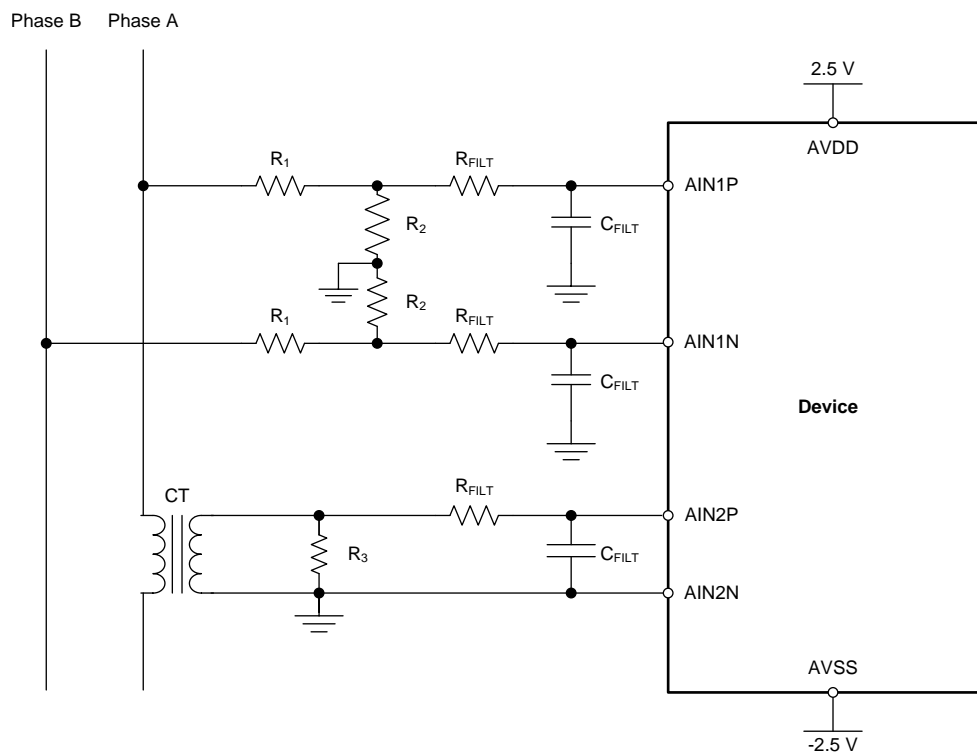 Phase B Phase A
2.5 V
AVDD
R1
RFILT
AIN1P
R2
CFILT
R1
R2
RFILT
AIN1N
CFILT
Device
CT
RFILT
AIN2P
R3
CFILT
AIN2N
AVSS
-2.5 V